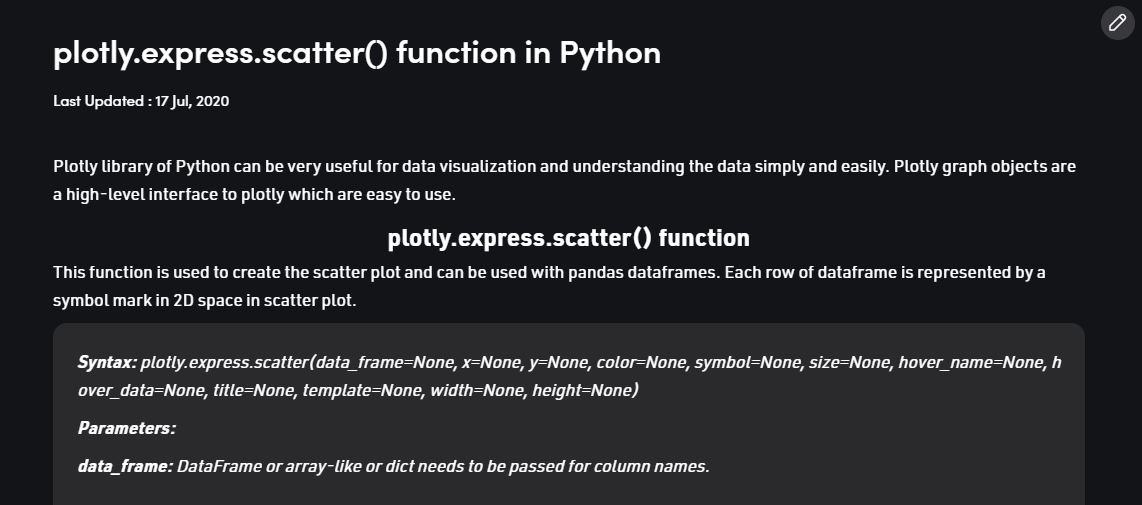 plotly.express.scatter() function in Python
Last Updated : 17 Jul, 2020
Plotly library of Python can be very useful for data visualization and understanding the data simply and easily. Plotly graph objects are
a high-level interface to plotly which are easy to use.
plotly.express.scatter() function
This function is used to create the scatter plot and can be used with pandas dataframes. Each row of dataframe is represented by a
symbol mark in 2D space in scatter plot.
Syntax: plotly.express.scatter(data_frame=None, x=None, y=None, color=None, symbol=None, size=None, hover_name=None, h
over_data=None, title=None, template=None, width=None, height=None)
Parameters:
data_frame: DataFrame or array-like or dict needs to be passed for column names.